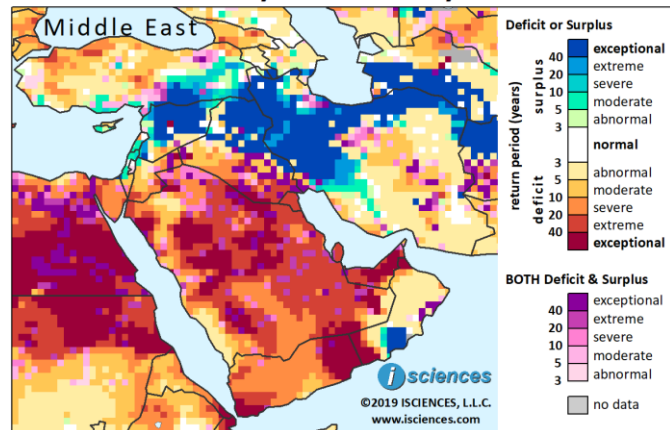 Middle East
Deficit or Surplus
exceptional
40
extreme
20
severe
10
moderate
5
abnormal
3
normal
3
abnormal
5
moderate
10
severe
20
extreme
40
exceptional
return period (years)
surplus
deficit
BOTH Deficit & Surplus
exceptional
40
extreme
20
severe
10
moderate
5
abnormal
3
no data
i sciences
©2019 ISCIENCES, L.L.C.
www.isciences.com